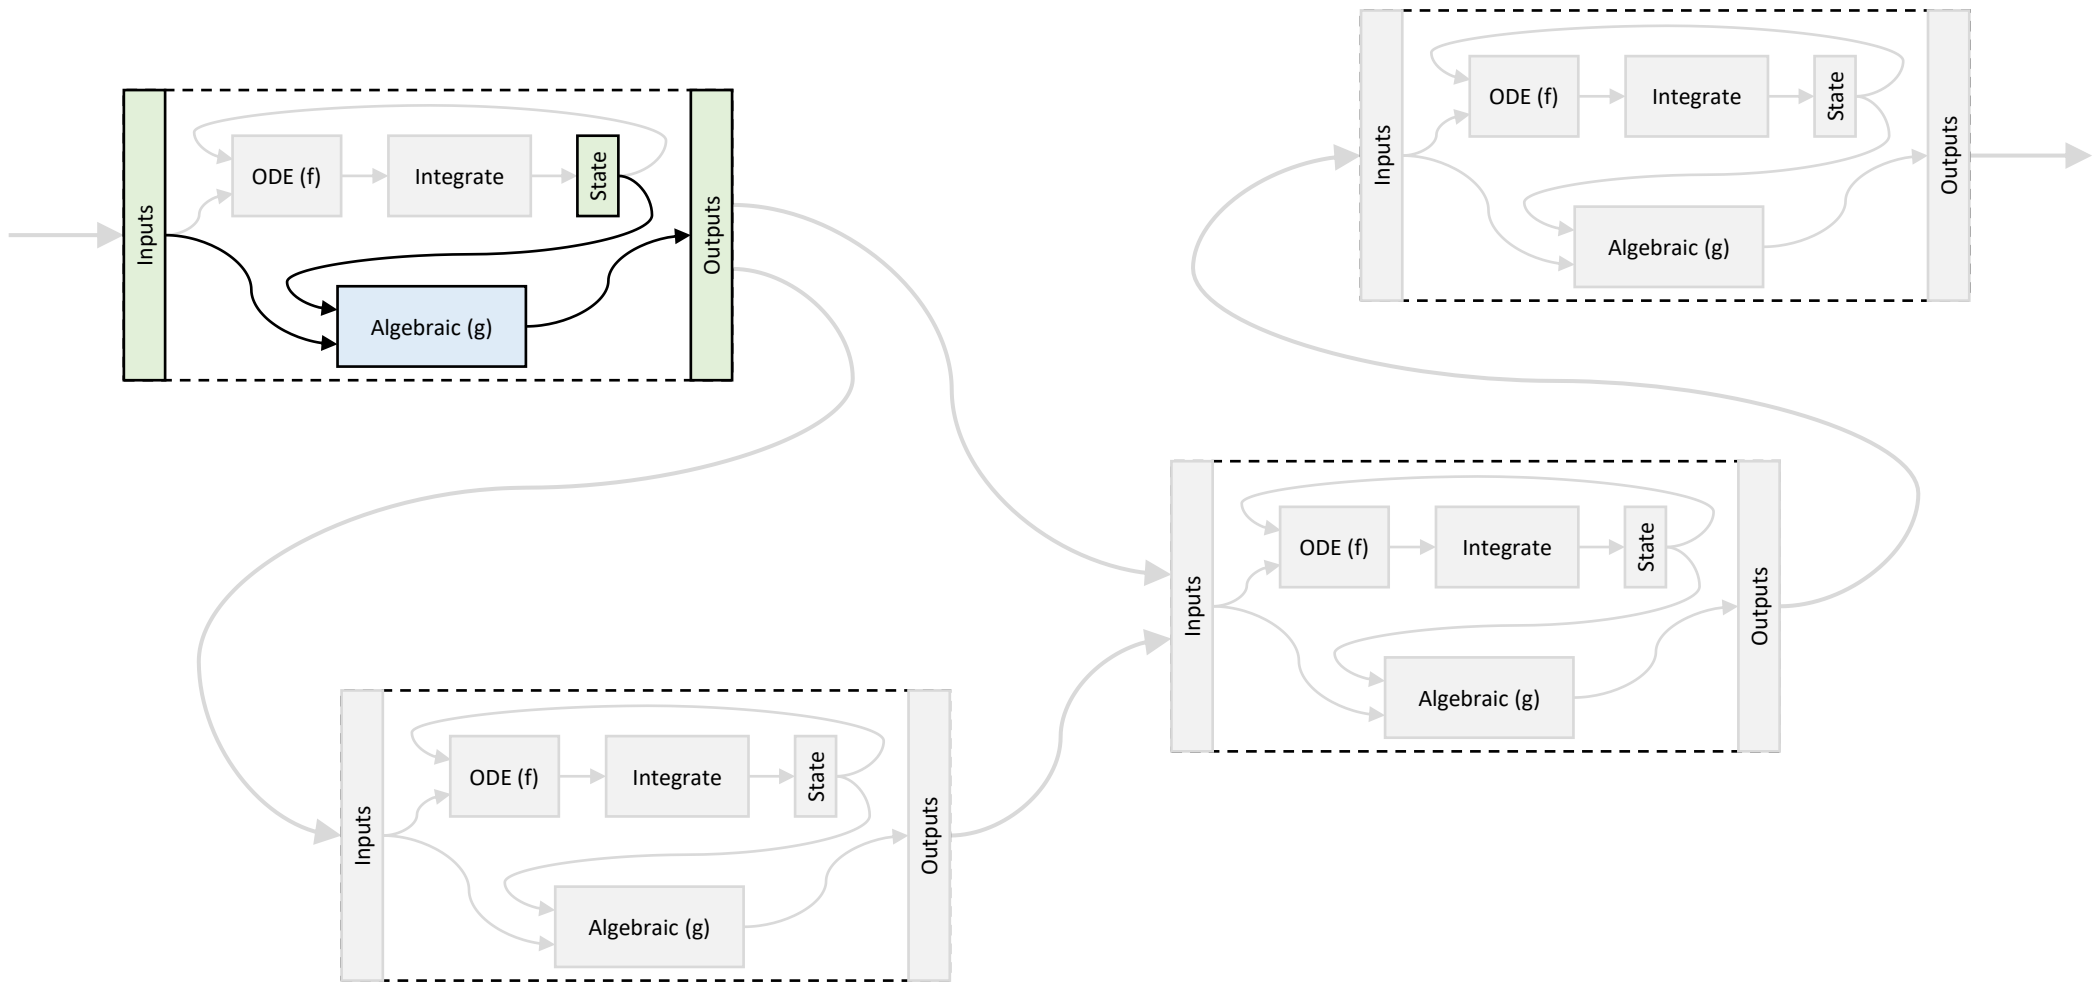 Inputs
ODE (f)
Integrate
State
Algebraic (g)
Outputs
Inputs
ODE (f)
Integrate
State
Algebraic (g)
Outputs
Inputs
ODE (f)
Integrate
State
Algebraic (g)
Outputs
Inputs
ODE (f)
Integrate
State
Algebraic (g)
Outputs